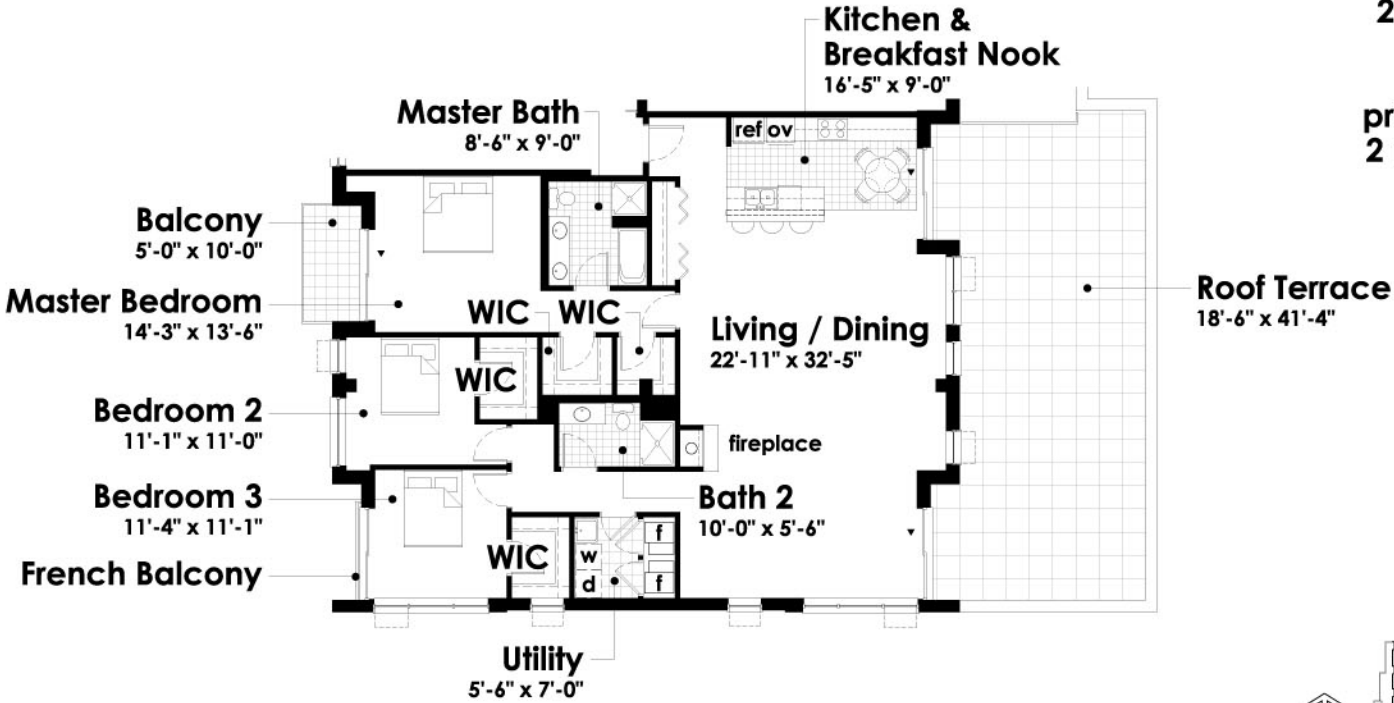 Kitchen &
Breakfast Nook
16'-5" x 9'-0"
2
pr
2
Master Bath
8'-6" x 9'-0"
ref ov
Balcony
5'-0" x 10'-0"
Master Bedroom
14'-3" x 13'-6"
WIC
WIC
Living / Dining
22'-11" x 32'-5"
Roof Terrace
18'-6" x 41'-4"
WIC
Bedroom 2
11'-1" x 11'-0"
fireplace
Bedroom 3
11'-4" x 11'-1"
Bath 2
10'-0" x 5'-6"
French Balcony
WIC
w
d
f
f
Utility
5'-6" x 7'-0"